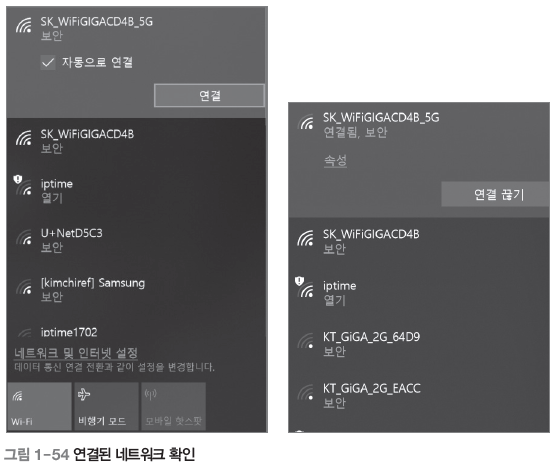 SK_WiFiGIGACD4B_5G
보안
자동으로 연결
연결
SK_WiFiGIGACD4B
보안
iptime
열기
U+NetD5C3
보안
[kimchiref] Samsung
보안
iptime1702
네트워크 및 인터넷 설정
데이터 통신 연결 전환과 같이 설정을 변경합니다.
Wi-Fi
비행기 모드
모바일 핫스팟
SK_WiFiGIGACD4B_5G
연결됨, 보안
속성
연결 끊기
SK_WiFiGIGACD4B
보안
iptime
열기
KT_GiGA_2G_64D9
보안
KT_GiGA_2G_EACC
보안
그림 1-54 연결된 네트워크 확인